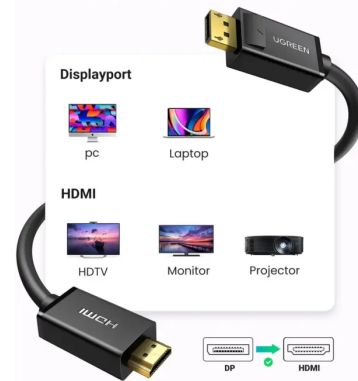 UGREEN
Displayport
pc
Laptop
HDMI
HDTV
Monitor
Projector
HDMI
DP
HDMI